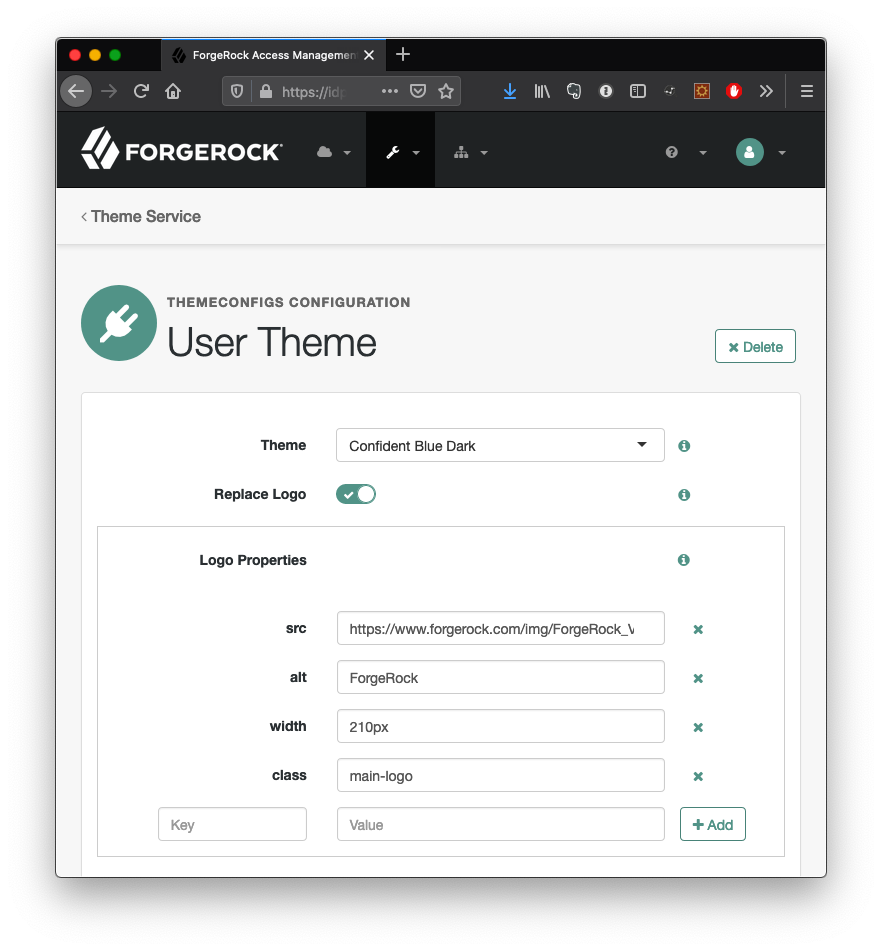 ForgeRock Access Management
https://idp
FORGEROCK
Theme Service
THEMECONFIGS CONFIGURATION
User Theme
Delete
Theme
Confident Blue Dark
Replace Logo
Logo Properties
src
https://www.forgerock.com/img/ForgeRock_V
alt
ForgeRock
width
210px
class
main-logo
Key
Value
Add